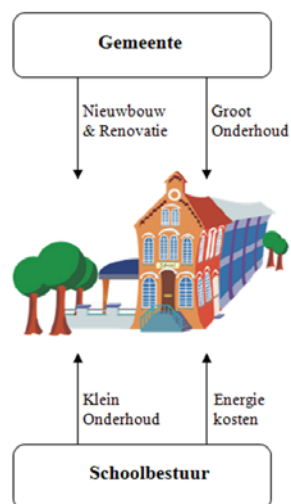 Gemeente
Nieuwbouw
& Renovatie
Groot
Onderhoud
Klein
Onderhoud
Energie
kosten
Schoolbestuur